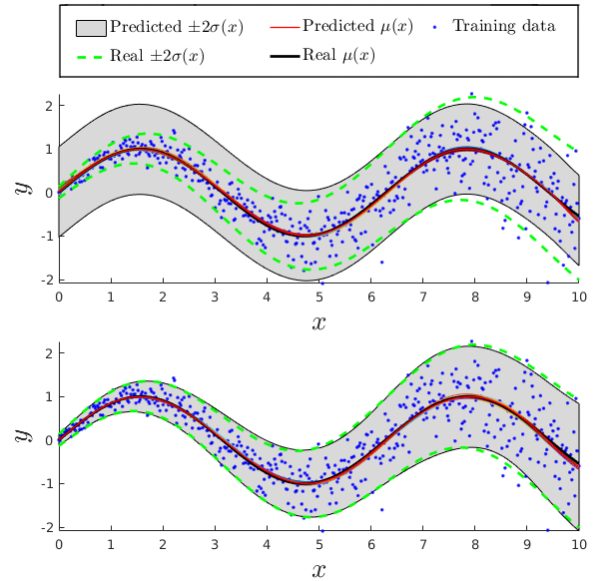 Predicted ±2σ(x) Predicted μ(x) Training data
Real ±2σ(x) Real μ(x)
2
1
0
-1
-2
y
0 1 2 3 4 5 6 7 8 9 10
x
2
1
0
-1
-2
y
0 1 2 3 4 5 6 7 8 9 10
x